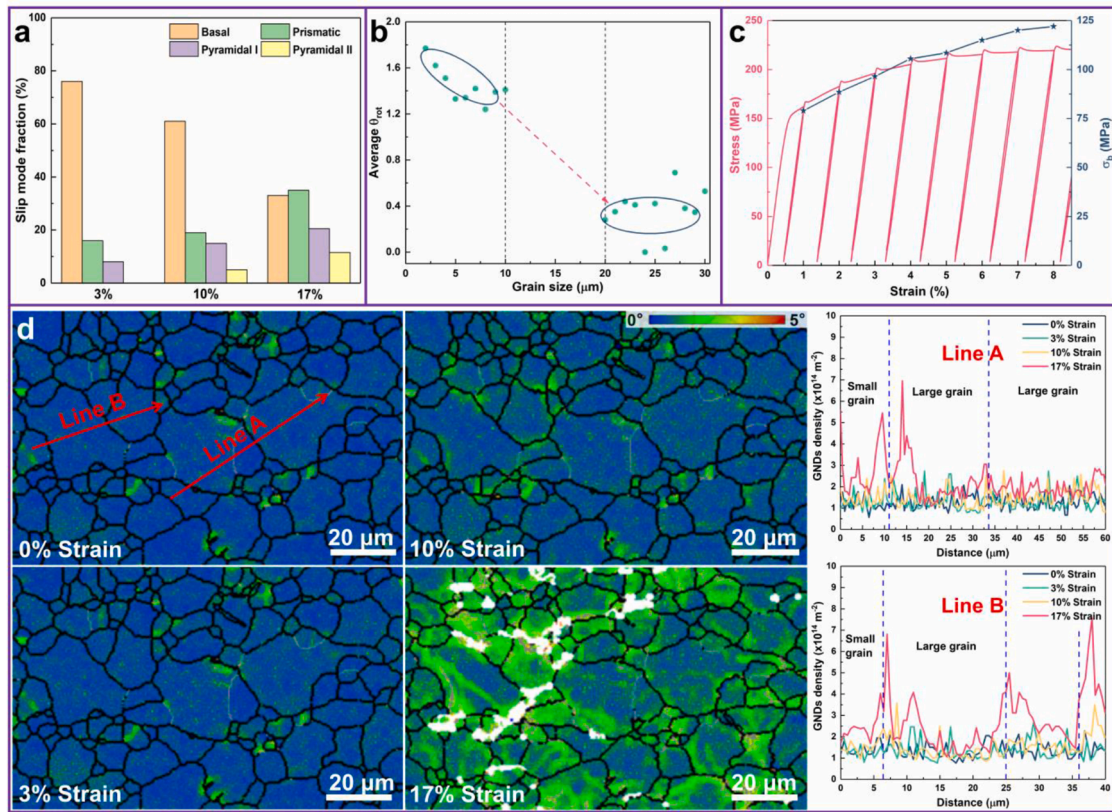 a
Basal
Prismatic
Pyramidal I
Pyramidal II
Slip mode fraction (%)
100
80
60
40
20
0
3%
10%
17%
b
Average θrot
2.0
1.6
1.2
0.8
0.4
0.0
0
5
10
15
20
25
30
Grain size (μm)
c
Stress (MPa)
250
200
150
100
50
0
0
1
2
3
4
5
6
7
8
Strain (%)
125
100
75
50
25
0
σb (MPa)
d
0°
5°
Line B
Line A
0% Strain
20 μm
10% Strain
20 μm
3% Strain
20 μm
17% Strain
20 μm
Line A
0% Strain
3% Strain
10% Strain
17% Strain
Small
grain
Large grain
Large grain
GNDs density (x10¹⁴ m⁻²)
10
9
8
7
6
5
4
3
2
1
0
0
5
10
15
20
25
30
35
40
45
50
55
60
Distance (μm)
Line B
0% Strain
3% Strain
10% Strain
17% Strain
Small
grain
Large grain
GNDs density (x10¹⁴ m⁻²)
10
9
8
7
6
5
4
3
2
1
0
0
5
10
15
20
25
30
35
40
Distance (μm)